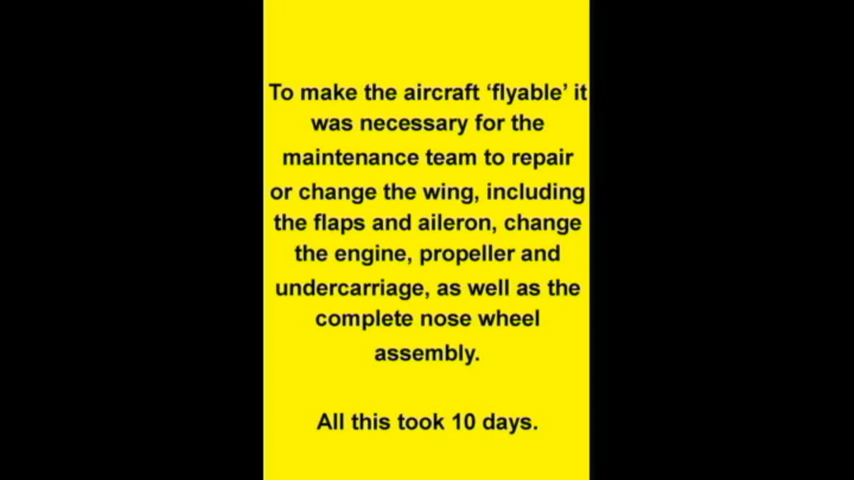 To make the aircraft ‘flyable’ it
was necessary for the
maintenance team to repair
or change the wing, including
the flaps and aileron, change
the engine, propeller and
undercarriage, as well as the
complete nose wheel
assembly.
All this took 10 days.